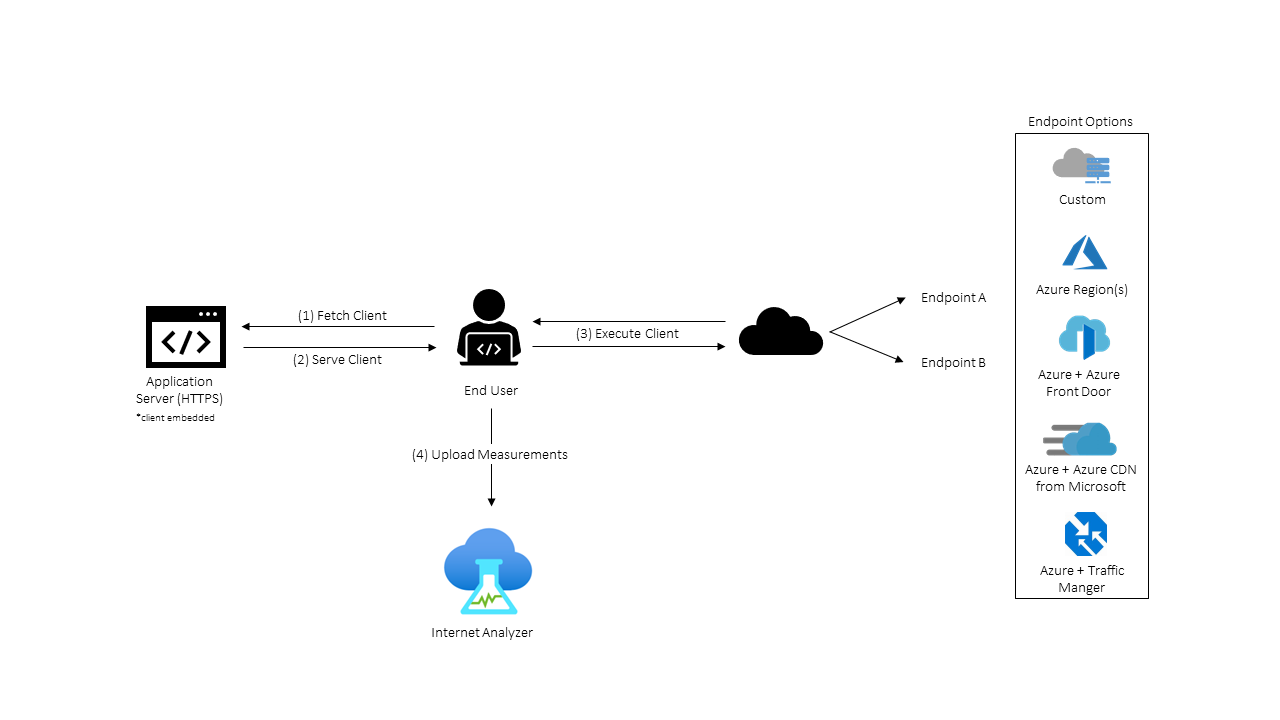 Endpoint Options
Custom
Azure Region(s)
Azure + Azure
Front Door
Azure + Azure CDN
from Microsoft
Azure + Traffic
Manger
(1) Fetch Client
(2) Serve Client
Application
Server (HTTPS)
*client embedded
</>
End User
(3) Execute Client
Endpoint A
Endpoint B
(4) Upload Measurements
Internet Analyzer